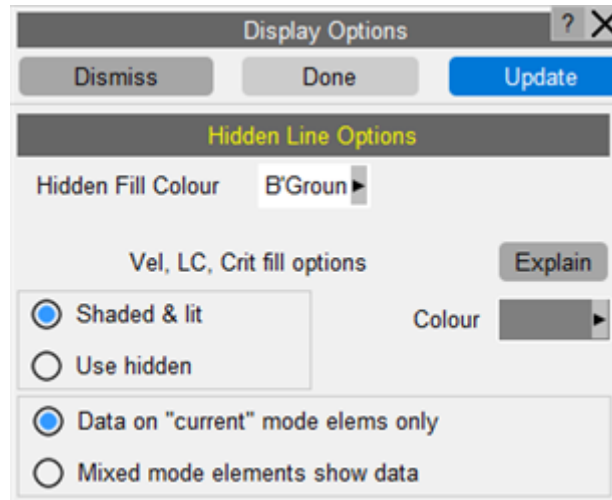 Display Options ? X
Dismiss Done Update
Hidden Line Options
Hidden Fill Colour B'Groun
Vel, LC, Crit fill options Explain
Shaded & lit Colour
Use hidden
Data on "current" mode elems only
Mixed mode elements show data